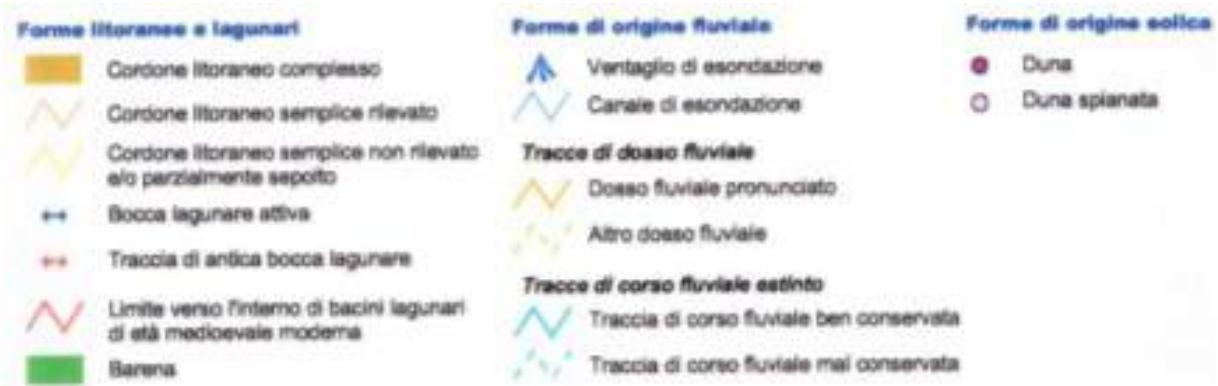 Forme litoranee e lagunari
Cordone litoraneo complesso
Cordone litoraneo semplice rilevato
Cordone litoraneo semplice non rilevato
e/o parzialmente sepolto
Bocca lagunare attiva
Traccia di antica bocca lagunare
Limite verso l'interno di bacini lagunari
di età medioevale moderna
Barena
Forme di origine fluviale
Ventaglio di esondazione
Canale di esondazione
Tracce di dosso fluviale
Dosso fluviale pronunciato
Altro dosso fluviale
Tracce di corso fluviale estinto
Traccia di corso fluviale ben conservata
Traccia di corso fluviale mal conservata
Forme di origine eolica
Duna
Duna spianata